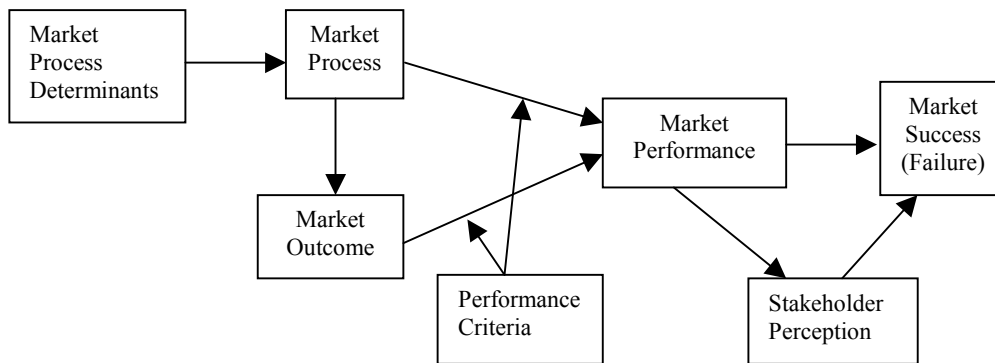 Market
Process
Determinants
Market
Process
Market
Outcome
Performance
Criteria
Market
Performance
Stakeholder
Perception
Market
Success
(Failure)